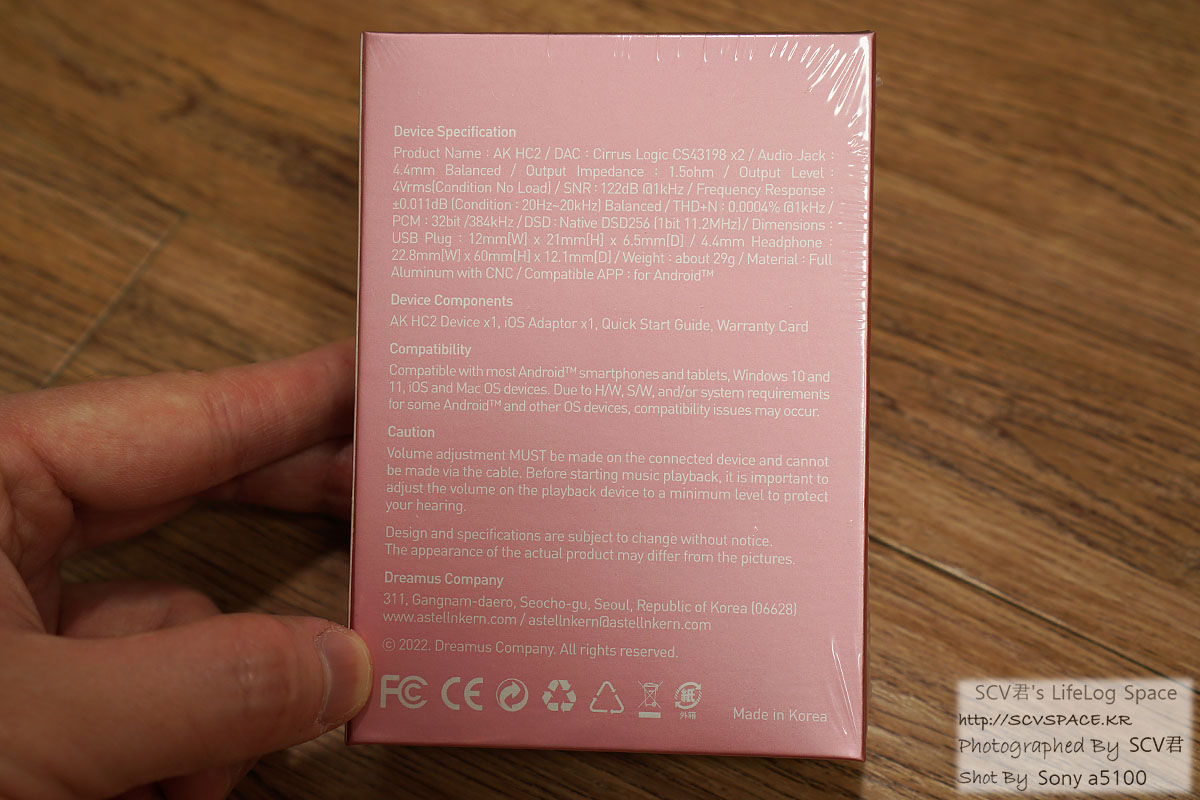 Device Specification
Product Name : AK HC2 / DAC : Cirrus Logic CS43198 x2 / Audio Jack :
4.4mm Balanced / Output Impedance : 1.5ohm / Output Level :
4Vrms(Condition No Load) / SNR : 122dB @1kHz / Frequency Response :
±0.011dB (Condition : 20Hz~20kHz) Balanced / THD+N : 0.0004% @1kHz /
PCM : 32bit /384kHz / DSD : Native DSD256 (1bit 11.2MHz) / Dimensions :
USB Plug : 12mm[W] x 21mm[H] x 6.5mm[D] / 4.4mm Headphone :
22.8mm[W] x 60mm[H] x 12.1mm[D] / Weight : about 29g / Material : Full
Aluminum with CNC / Compatible APP : for Android™
Device Components
AK HC2 Device x1, iOS Adaptor x1, Quick Start Guide, Warranty Card
Compatibility
Compatible with most Android™ smartphones and tablets, Windows 10 and
11, iOS and Mac OS devices. Due to H/W, S/W, and/or system requirements
for some Android™ and other OS devices, compatibility issues may occur.
Caution
Volume adjustment MUST be made on the connected device and cannot
be made via the cable. Before starting music playback, it is important to
adjust the volume on the playback device to a minimum level to protect
your hearing.
Design and specifications are subject to change without notice.
The appearance of the actual product may differ from the pictures.
Dreamus Company
311, Gangnam-daero, Seocho-gu, Seoul, Republic of Korea (06628)
www.astellnkern.com / astellnkern@astellnkern.com
© 2022. Dreamus Company. All rights reserved.
FC CE 紙
外箱
Made in Korea
SCV君's LifeLog Space
http://SCVSPACE.KR
Photographed By SCV君
Shot By Sony a5100